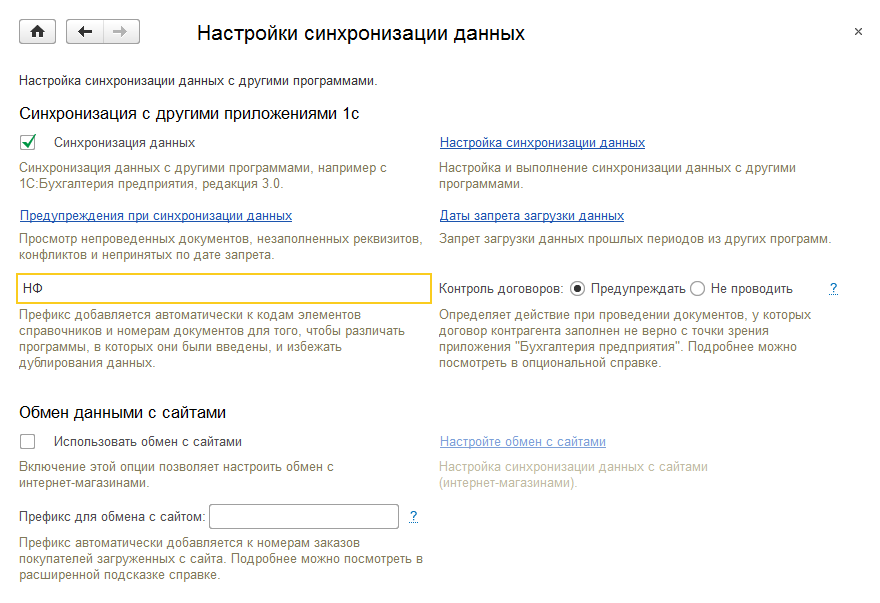 Настройки синхронизации данных
Настройка синхронизации данных с другими программами.
Синхронизация с другими приложениями 1с
Синхронизация данных
Синхронизация данных с другими программами, например с
1С:Бухгалтерия предприятия, редакция 3.0.
Настройка синхронизации данных
Настройка и выполнение синхронизации данных с другими
программами.
Предупреждения при синхронизации данных
Просмотр непроведенных документов, незаполненных реквизитов,
конфликтов и непринятых по дате запрета.
Даты запрета загрузки данных
Запрет загрузки данных прошлых периодов из других программ.
НФ
Префикс добавляется автоматически к кодам элементов
справочников и номерам документов для того, чтобы различать
программы, в которых они были введены, и избежать
дублирования данных.
Контроль договоров: Предупреждать Не проводить ?
Определяет действие при проведении документов, у которых
договор контрагента заполнен не верно с точки зрения
приложения "Бухгалтерия предприятия". Подробнее можно
посмотреть в опциональной справке.
Обмен данными с сайтами
Использовать обмен с сайтами
Включение этой опции позволяет настроить обмен с
интернет-магазинами.
Настройте обмен с сайтами
Настройка синхронизации данных с сайтами
(интернет-магазинами).
Префикс для обмена с сайтом: ?
Префикс автоматически добавляется к номерам заказов
покупателей загруженных с сайта. Подробнее можно посмотреть в
расширенной подсказке справке.